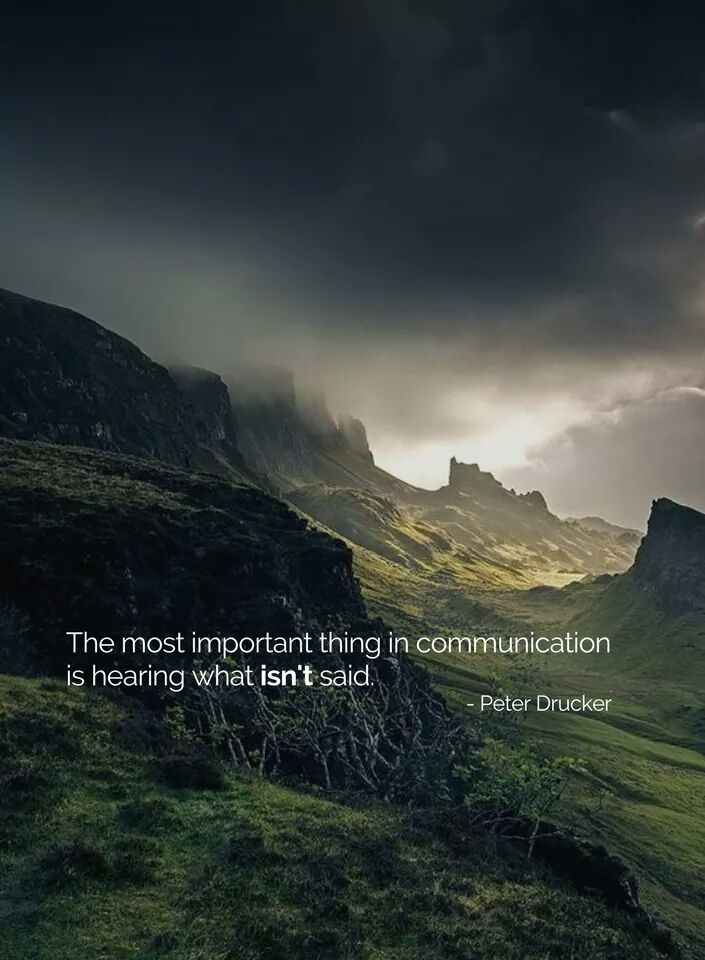 The most important thing in communication
is hearing what isn't said.
- Peter Drucker